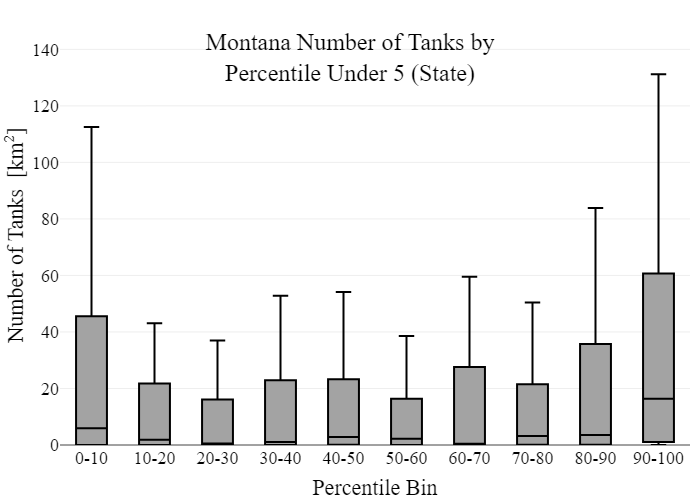 Montana Number of Tanks by
Percentile Under 5 (State)
Number of Tanks [km²]
140
120
100
80
60
40
20
0
0-10 10-20 20-30 30-40 40-50 50-60 60-70 70-80 80-90 90-100
Percentile Bin